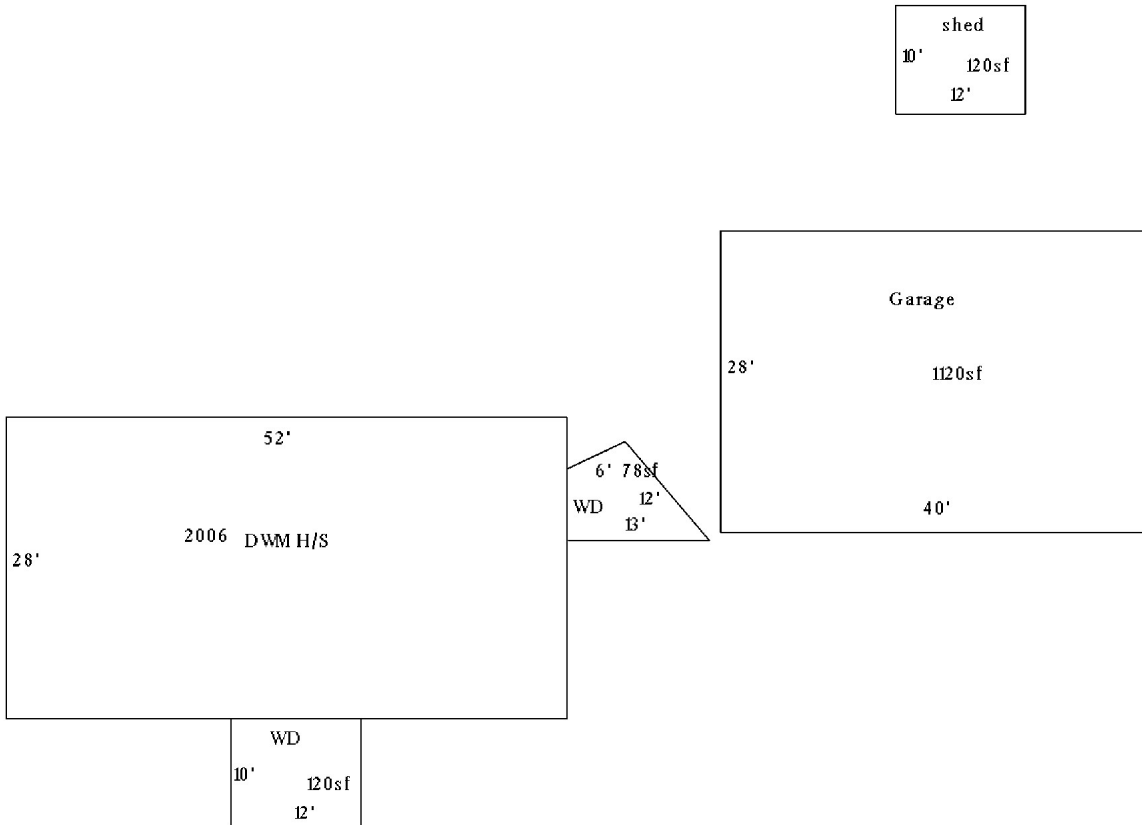 shed
10'
120sf
12'
Garage
28'
1120sf
40'
52'
2006 DWM H/S
28'
6' 78sf
12'
WD
13'
WD
10'
120sf
12'